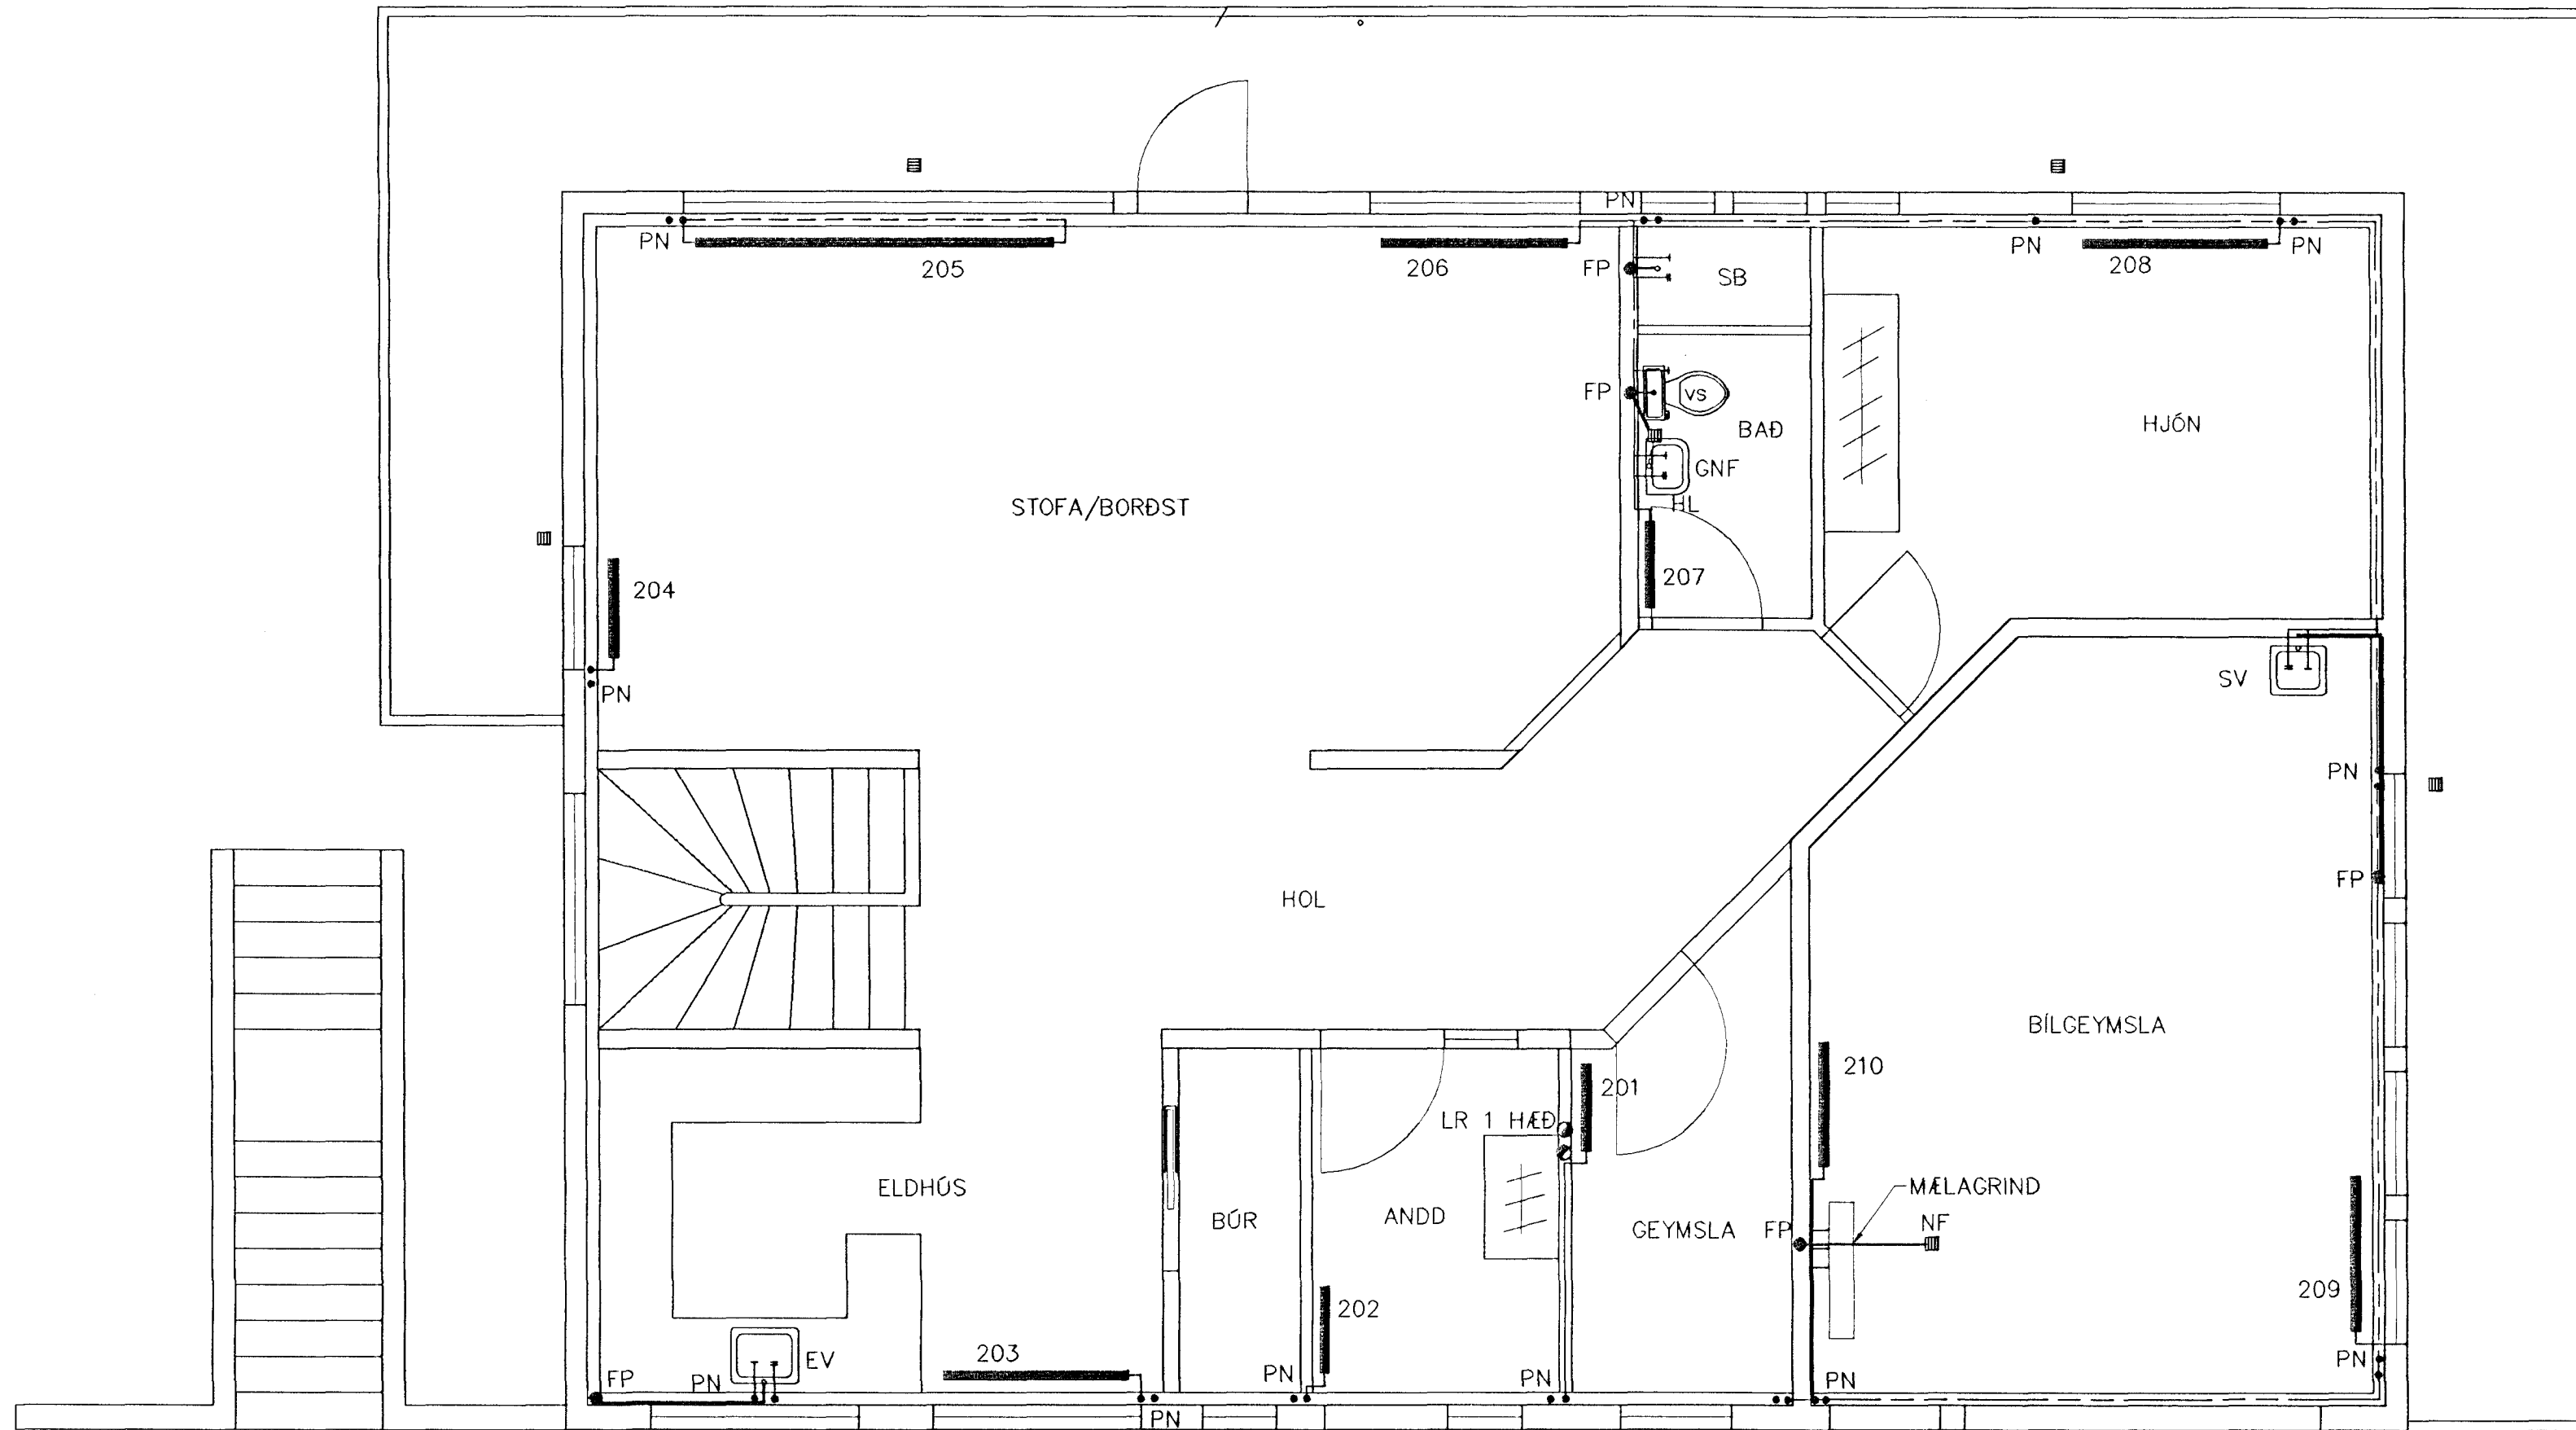 PN
PN
205
206
FP
SB
PN
208
PN
FP
VS
BAÐ
HJÓN
GNF
HL
STOFA/BORÐST
204
207
PN
SV
PN
FP
HOL
BÍLGEYMSLA
210
201
LR 1 HÆÐ
ELDHÚS
BÚR
ANDD
GEYMSLA
FP
MÆLAGRIND
NF
209
202
203
EV
FP
PN
PN
PN
PN
PN
PN